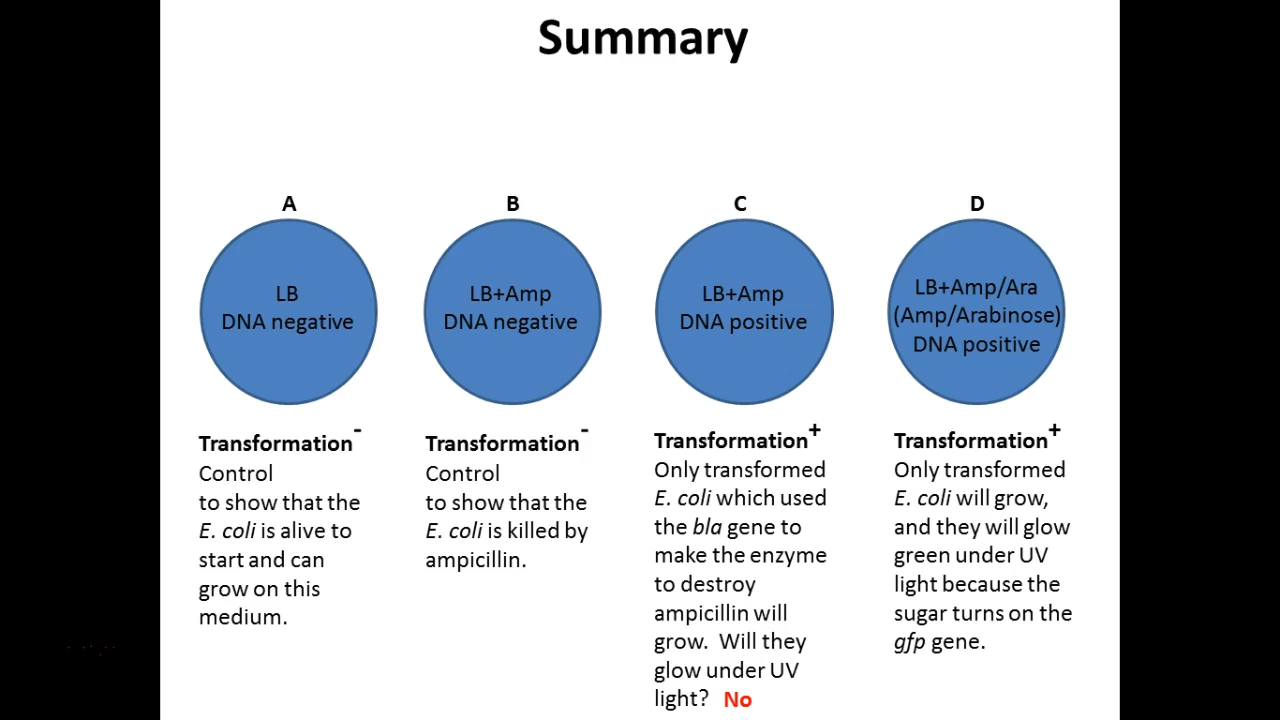 Summary
A
LB
DNA negative
Transformation-
Control
to show that the
E. coli is alive to
start and can
grow on this
medium.
B
LB+Amp
DNA negative
Transformation-
Control
to show that the
E. coli is killed by
ampicillin.
C
LB+Amp
DNA positive
Transformation+
Only transformed
E. coli which used
the bla gene to
make the enzyme
to destroy
ampicillin will
grow. Will they
glow under UV
light? No
D
LB+Amp/Ara
(Amp/Arabinose)
DNA positive
Transformation+
Only transformed
E. coli will grow,
and they will glow
green under UV
light because the
sugar turns on the
gfp gene.